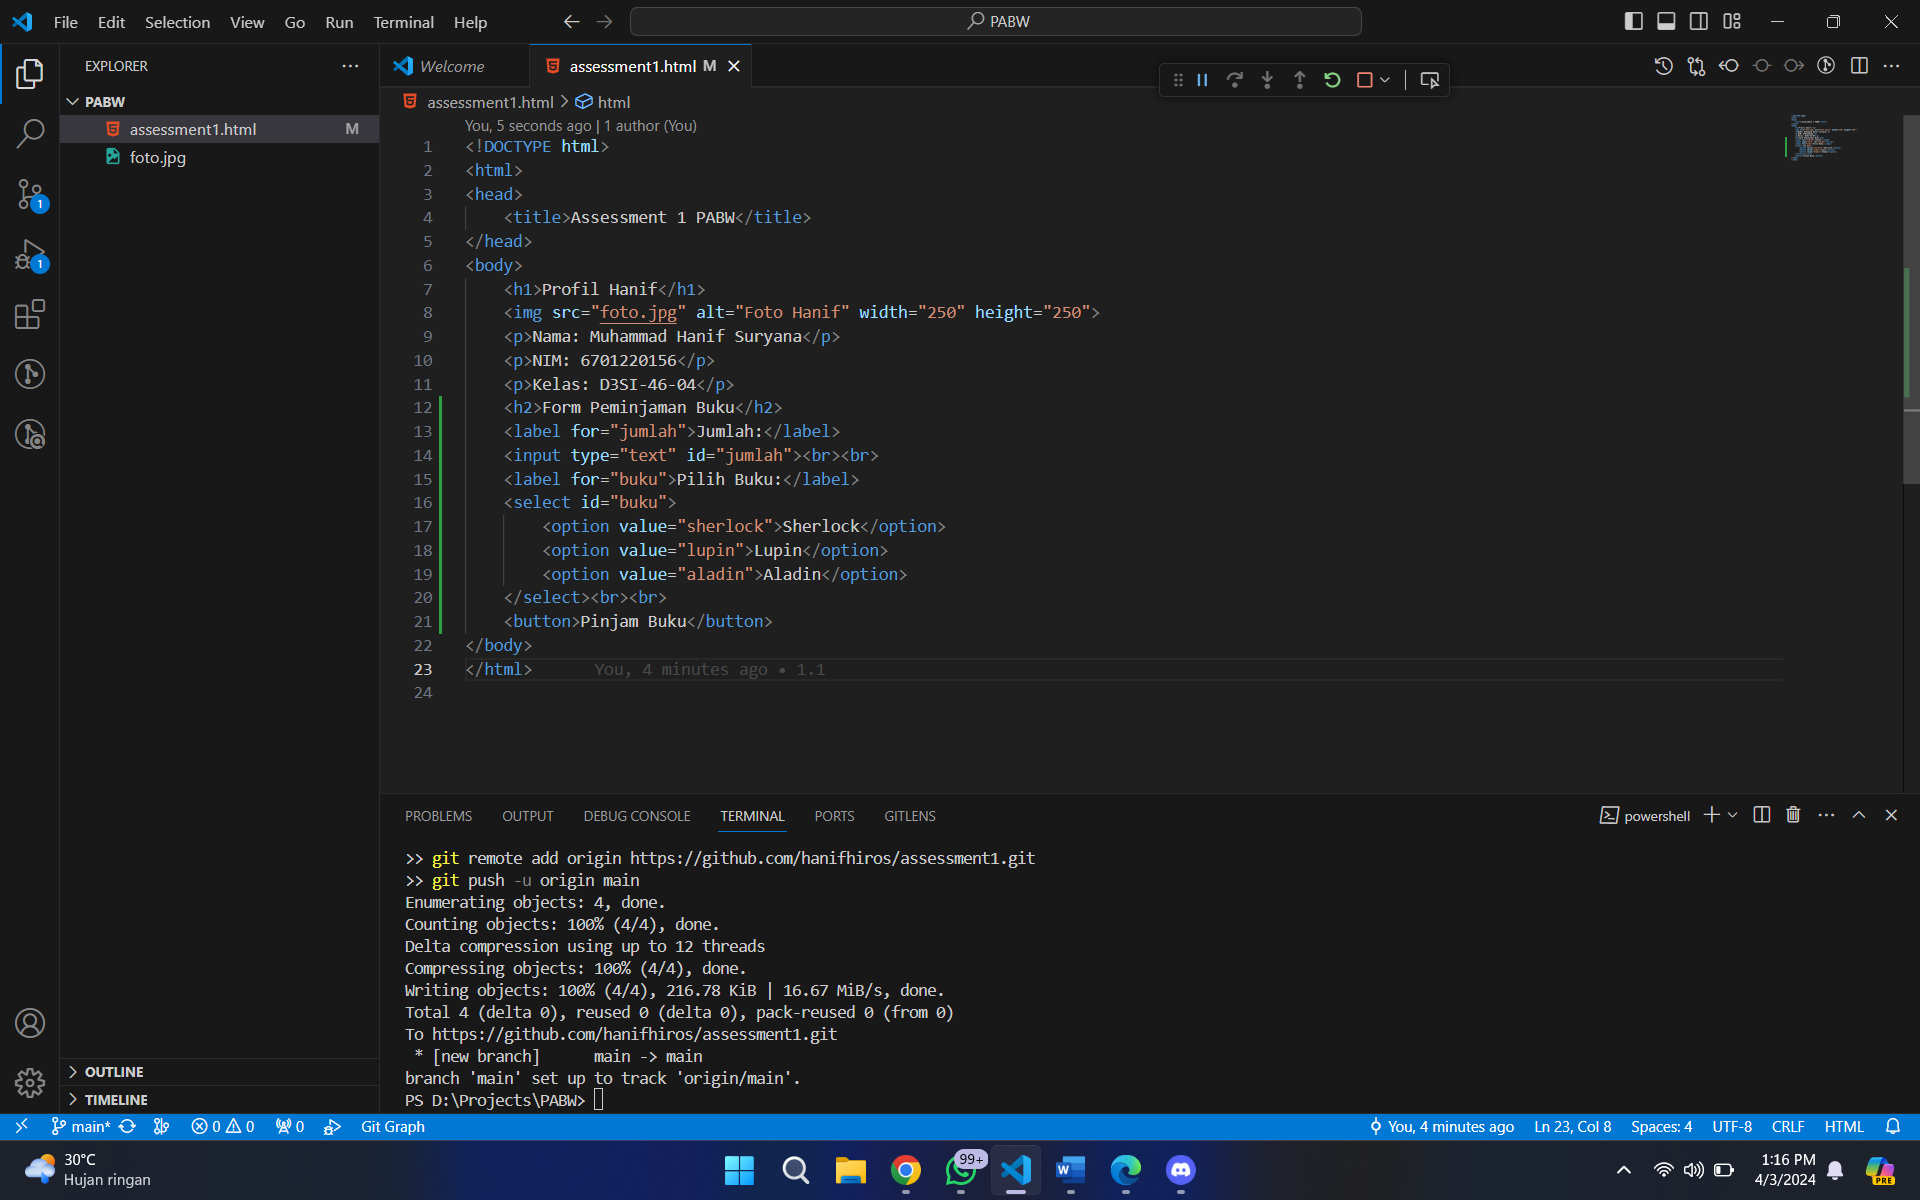 File Edit Selection View Go Run Terminal Help
PABW
EXPLORER
PABW
assessment1.html M
foto.jpg
OUTLINE
TIMELINE
1
1
Welcome
assessment1.html M
assessment1.html > html
You, 5 seconds ago | 1 author (You)
1 <!DOCTYPE html>
2 <html>
3 <head>
4 <title>Assessment 1 PABW</title>
5 </head>
6 <body>
7 <h1>Profil Hanif</h1>
8 <img src="foto.jpg" alt="Foto Hanif" width="250" height="250">
9 <p>Nama: Muhammad Hanif Suryana</p>
10 <p>NIM: 6701220156</p>
11 <p>Kelas: D3SI-46-04</p>
12 <h2>Form Peminjaman Buku</h2>
13 <label for="jumlah">Jumlah:</label>
14 <input type="text" id="jumlah"><br><br>
15 <label for="buku">Pilih Buku:</label>
16 <select id="buku">
17 <option value="sherlock">Sherlock</option>
18 <option value="lupin">Lupin</option>
19 <option value="aladin">Aladin</option>
20 </select><br><br>
21 <button>Pinjam Buku</button>
22 </body>
23 </html> You, 4 minutes ago • 1.1
24
PROBLEMS OUTPUT DEBUG CONSOLE TERMINAL PORTS GITLENS
powershell
>> git remote add origin https://github.com/hanifhiros/assessment1.git
>> git push -u origin main
Enumerating objects: 4, done.
Counting objects: 100% (4/4), done.
Delta compression using up to 12 threads
Compressing objects: 100% (4/4), done.
Writing objects: 100% (4/4), 216.78 KiB | 16.67 MiB/s, done.
Total 4 (delta 0), reused 0 (delta 0), pack-reused 0 (from 0)
To https://github.com/hanifhiros/assessment1.git
* [new branch] main -> main
branch 'main' set up to track 'origin/main'.
PS D:\Projects\PABW>
main* 0 0 0 Git Graph
You, 4 minutes ago Ln 23, Col 8 Spaces: 4 UTF-8 CRLF HTML
30°C
Hujan ringan
99+
1:16 PM
4/3/2024
PRE